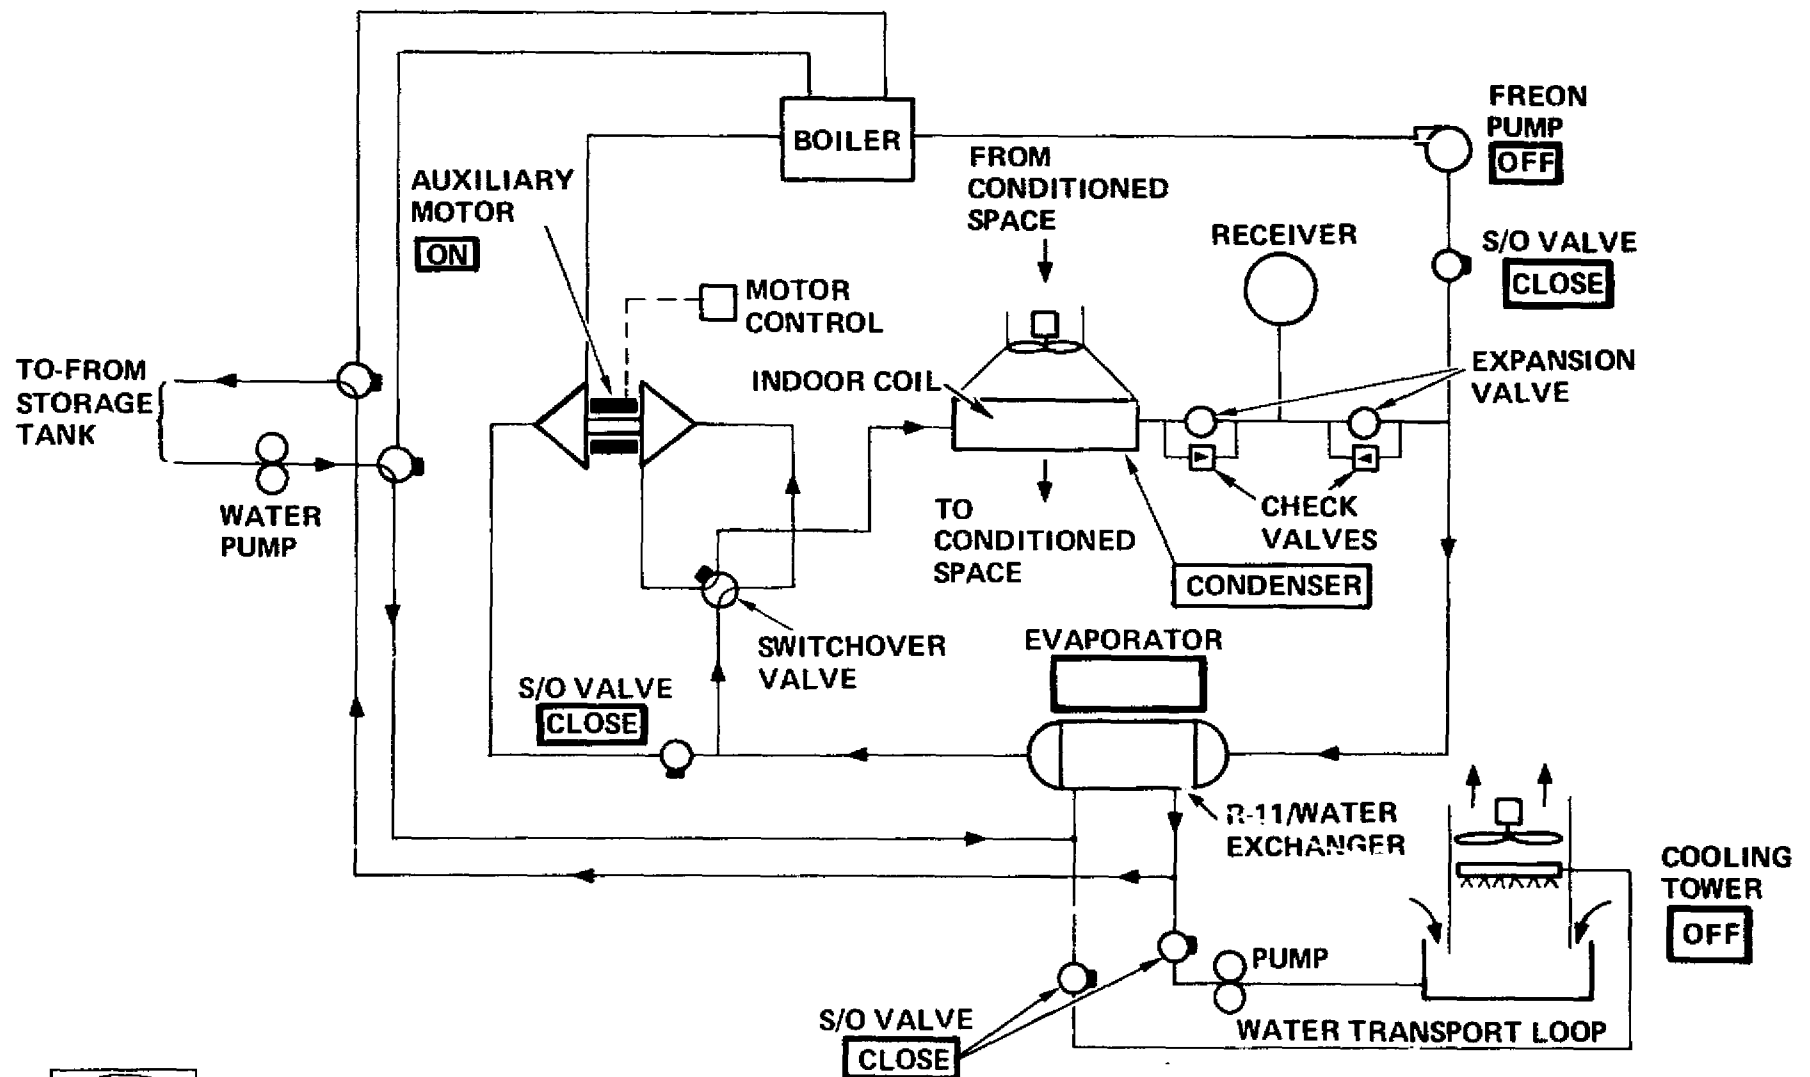 BOILER
FREON
PUMP
OFF
AUXILIARY
MOTOR
ON
FROM
CONDITIONED
SPACE
RECEIVER
S/O VALVE
CLOSE
MOTOR
CONTROL
TO-FROM
STORAGE
TANK
INDOOR COIL
EXPANSION
VALVE
WATER
PUMP
TO
CONDITIONED
SPACE
CHECK
VALVES
CONDENSER
SWITCHOVER
VALVE
EVAPORATOR
S/O VALVE
CLOSE
R-11/WATER
EXCHANGER
COOLING
TOWER
OFF
PUMP
S/O VALVE
CLOSE
WATER TRANSPORT LOOP